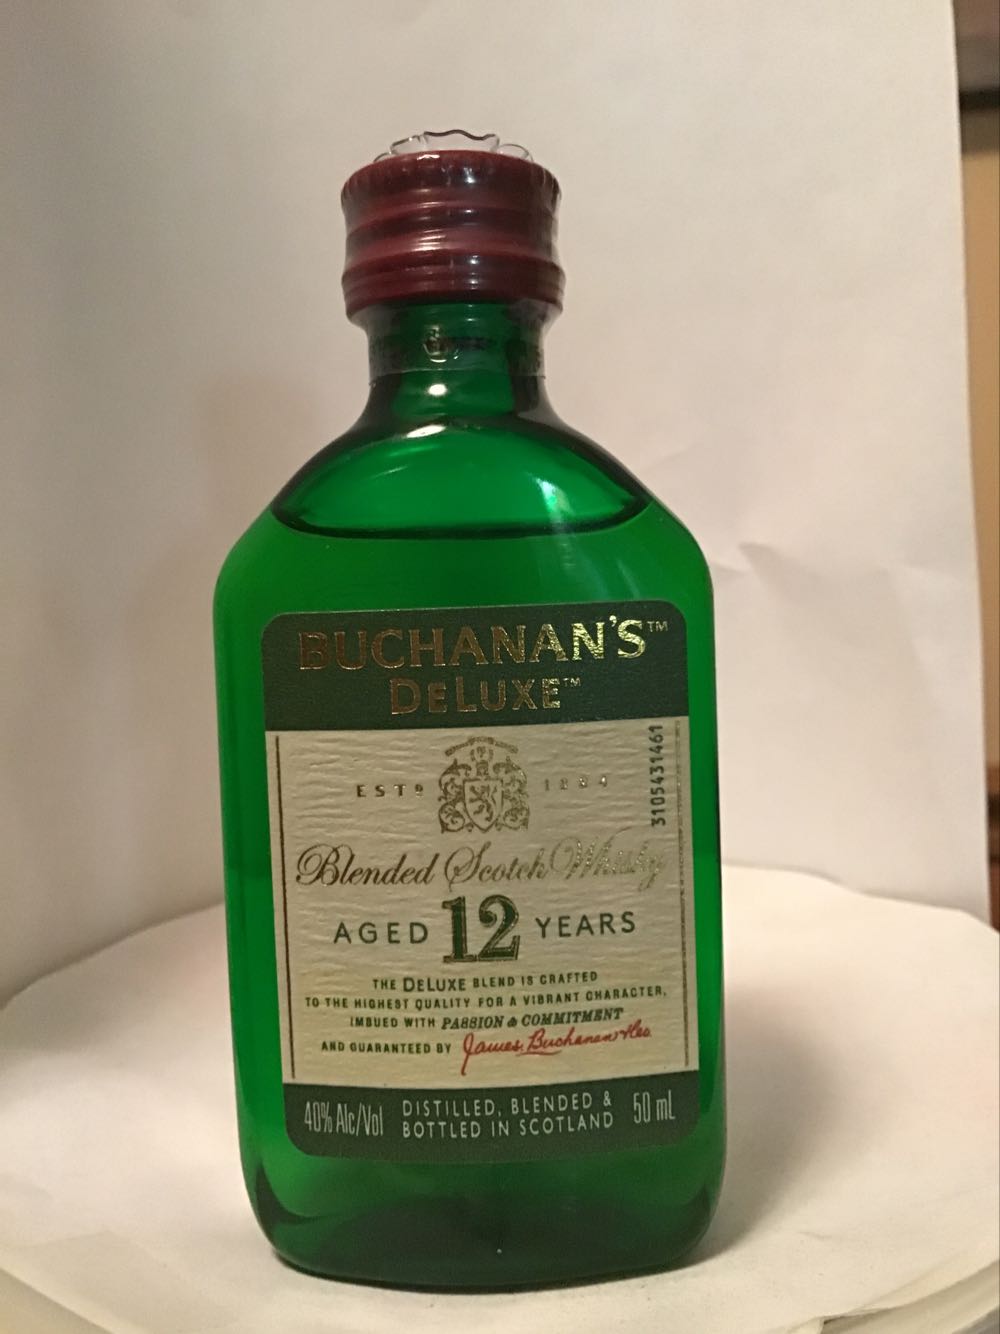 BUCHANAN'S™
DELUXE™
ESTD 1884
3105431461
Blended Scotch Whisky
AGED 12 YEARS
THE DELUXE BLEND IS CRAFTED
TO THE HIGHEST QUALITY FOR A VIBRANT CHARACTER,
IMBUED WITH PASSION & COMMITMENT
AND GUARANTEED BY James Buchanan & Co.
40% Alc/Vol
DISTILLED, BLENDED &
BOTTLED IN SCOTLAND
50 mL